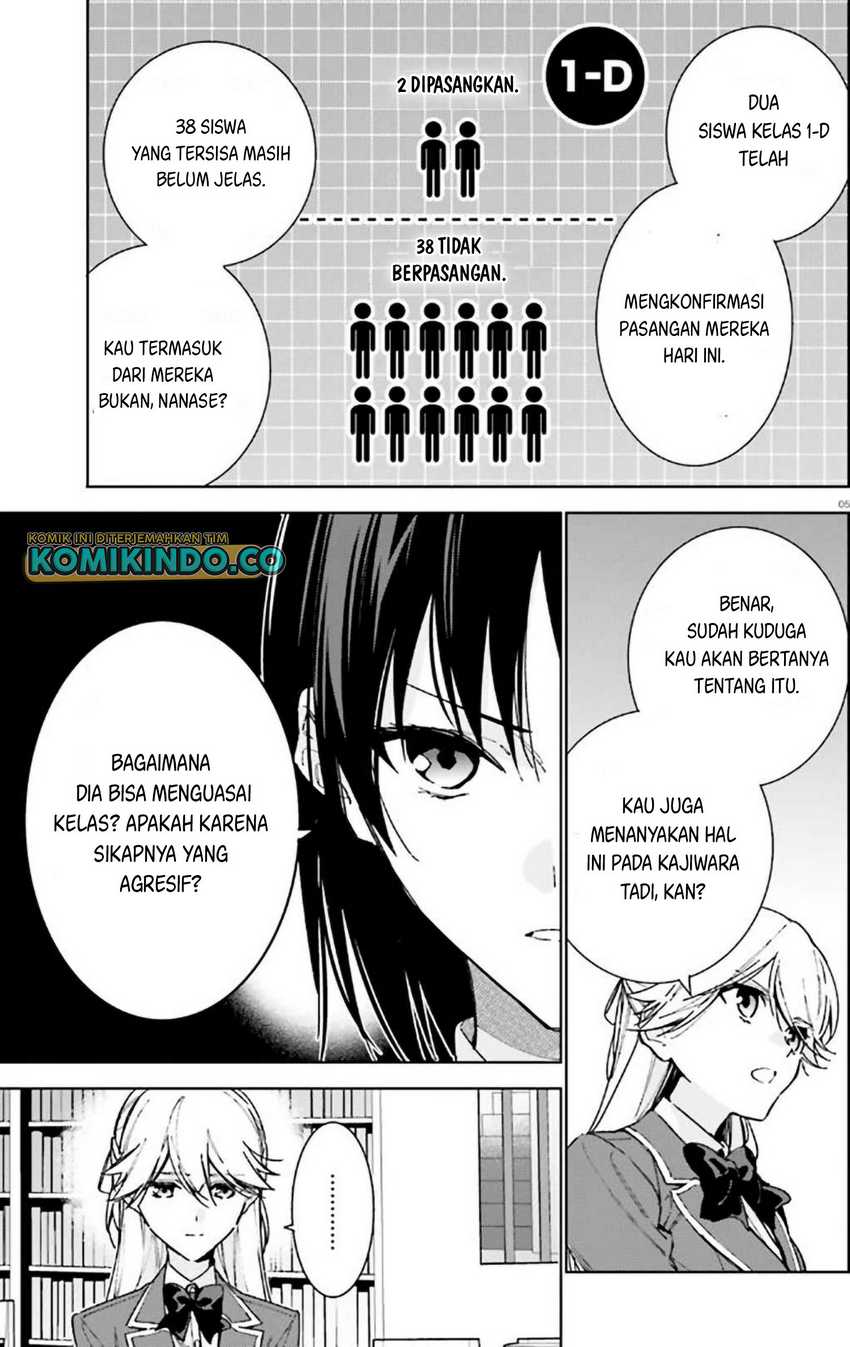 DUA
SISWA KELAS 1-D
TELAH
MENGKONFIRMASI
PASANGAN MEREKA
HARI INI.
1-D
2 DIPASANGKAN.
38 TIDAK
BERPASANGAN.
38 SISWA
YANG TERSISA MASIH
BELUM JELAS.
KAU TERMASUK
DARI MEREKA
BUKAN, NANASE?
05
BENAR,
SUDAH KUDUGA
KAU AKAN BERTANYA
TENTANG ITU.
KAU JUGA
MENANYAKAN HAL
INI PADA KAJIWARA
TADI, KAN?
KOMIK INI DITERJEMAHKAN TIM
KOMIKINDO.CO
BAGAIMANA
DIA BISA MENGUASAI
KELAS? APAKAH KARENA
SIKAPNYA YANG
AGRESIF?
.........